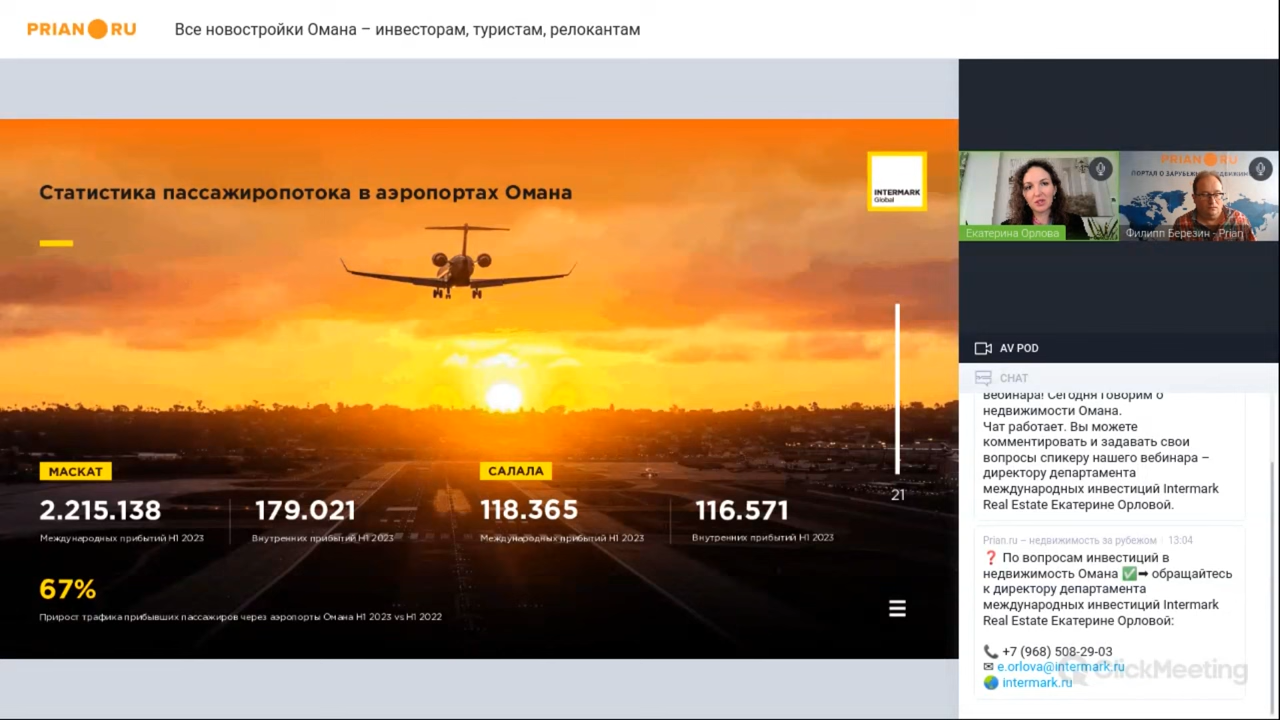 PRIAN RU
Все новостройки Омана – инвесторам, туристам, релокантам
Статистика пассажиропотока в аэропортах Омана
INTERMARK
Global
МАСКАТ
2.215.138
Международных прибытий H1 2023
179.021
Внутренних прибытий H1 2023
САЛАЛА
118.365
Международных прибытий H1 2023
116.571
Внутренних прибытий H1 2023
67%
Прирост трафика прибывших пассажиров через аэропорты Омана H1 2023 vs H1 2022
21
PRIAN RU
Екатерина Орлова
Филипп Березин - Prian
AV POD
CHAT
вебинара! Сегодня говорим о
недвижимости Омана.
Чат работает. Вы можете
комментировать и задавать свои
вопросы спикеру нашего вебинара –
директору департамента
международных инвестиций Intermark
Real Estate Екатерине Орловой.
Prian.ru – недвижимость за рубежом · 13:04
❓ По вопросам инвестиций в
недвижимость Омана ✅➡ обращайтесь
к директору департамента
международных инвестиций Intermark
Real Estate Екатерине Орловой:
📞 +7 (968) 508-29-03
✉ e.orlova@intermark.ru
🌏 intermark.ru
ClickMeeting